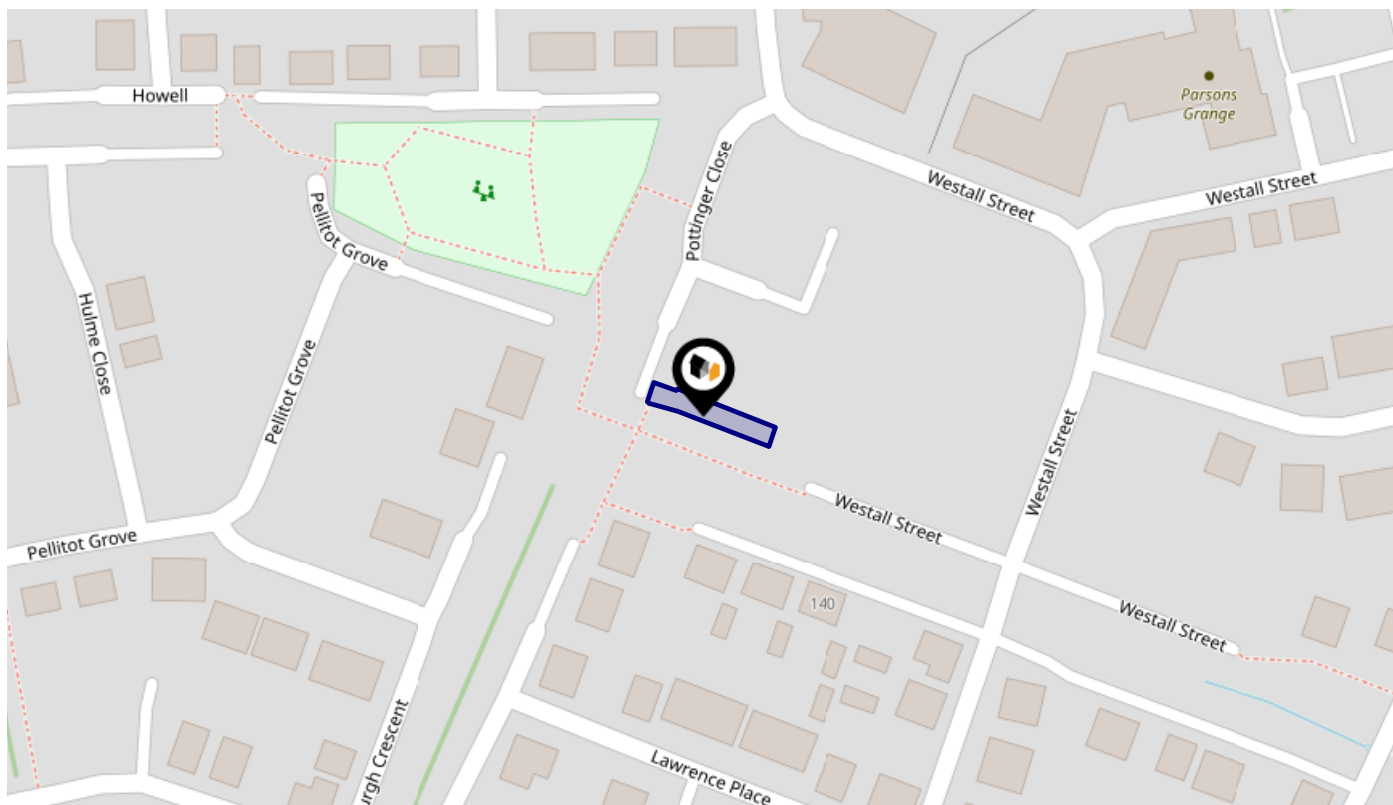 Howell
Parsons
Grange
Pottinger Close
Westall Street
Westall Street
Pellitot Grove
Hulme Close
Pellitot Grove
Westall Street
Westall Street
Pellitot Grove
140
Westall Street
urgh Crescent
Lawrence Place